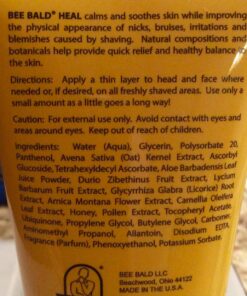 BEE BALD® HEAL calms and soothes skin while improving
the physical appearance of nicks, bruises, irritations and
blemishes caused by shaving. Natural compositions and
botanicals help provide quick relief and healthy balance to
the skin.
Directions: Apply a thin layer to head and face where
needed or, if desired, on all freshly shaved areas. Use only a
small amount as a little goes a long way!
Caution: For external use only. Avoid contact with eyes and
areas around eyes. Keep out of reach of children.
Ingredients: Water (Aqua), Glycerin, Polysorbate 20,
Panthenol, Avena Sativa (Oat) Kernel Extract, Ascorbyl
Glucoside, Tetrahexyldecyl Ascorbate, Aloe Barbadensis Leaf
Juice Powder, Durio Zibethinus Fruit Extract, Lycium
Barbarum Fruit Extract, Glycyrrhiza Glabra (Licorice) Root
Extract, Arnica Montana Flower Extract, Camellia Oleifera
Leaf Extract, Honey, Pollen Extract, Tocopheryl Acetate,
Ubiquinone, Propylene Glycol, Butylene Glycol, Carbomer,
Aminomethyl Propanol, Allantoin, Disodium EDTA,
Fragrance (Parfum), Phenoxyethanol, Potassium Sorbate.
BEE BALD LLC
Beachwood, Ohio 44122
MADE IN THE U.S.A.